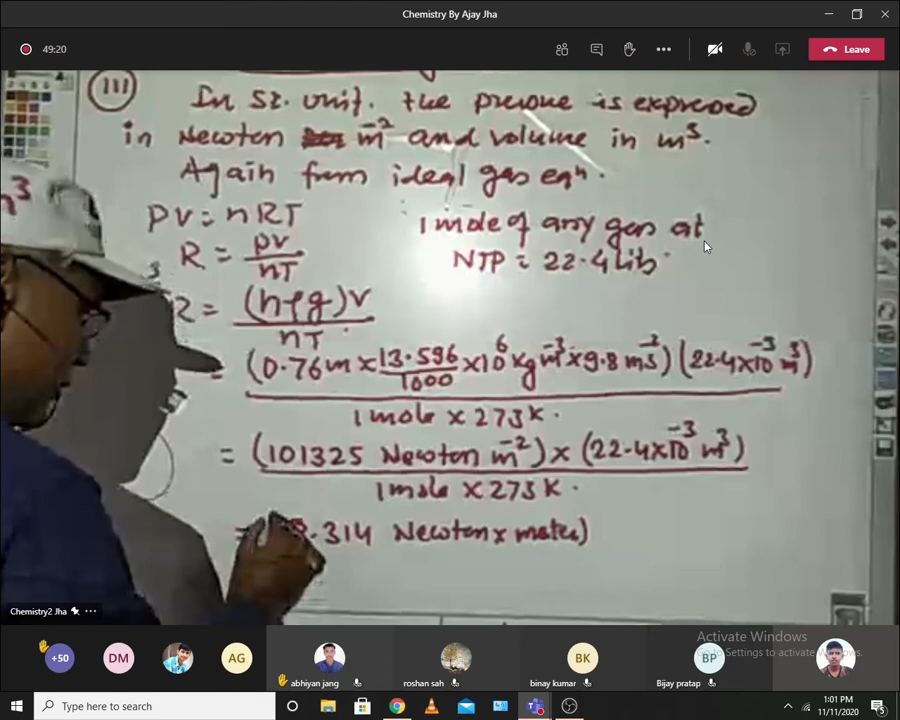 Chemistry By Ajay Jha
49:20
Leave
III
In SI. unit. the pressure is expressed
in Newton m⁻² and volume in m³.
Again from ideal gas eqⁿ.
PV = nRT
1 mole of any gas at
R = PV/nT
NTP = 22.4 lits
R = (hρg)V/nT
= (0.76m × 13.596/1000 × 10⁶ kg m⁻³ × 9.8 ms⁻²) (22.4×10⁻³ m³)
1 mole × 273 K.
= (101325 Newton m⁻²) × (22.4×10⁻³ m³)
1 mole × 273 K.
= 8.314 Newton × meter)
m³
Chemistry2 Jha
+50
DM
AG
BK
BP
Activate Windows
Go to Settings to activate Windows.
abhiyan jang
roshan sah
binay kumar
Bijay pratap
Type here to search
1:01 PM
11/11/2020
5